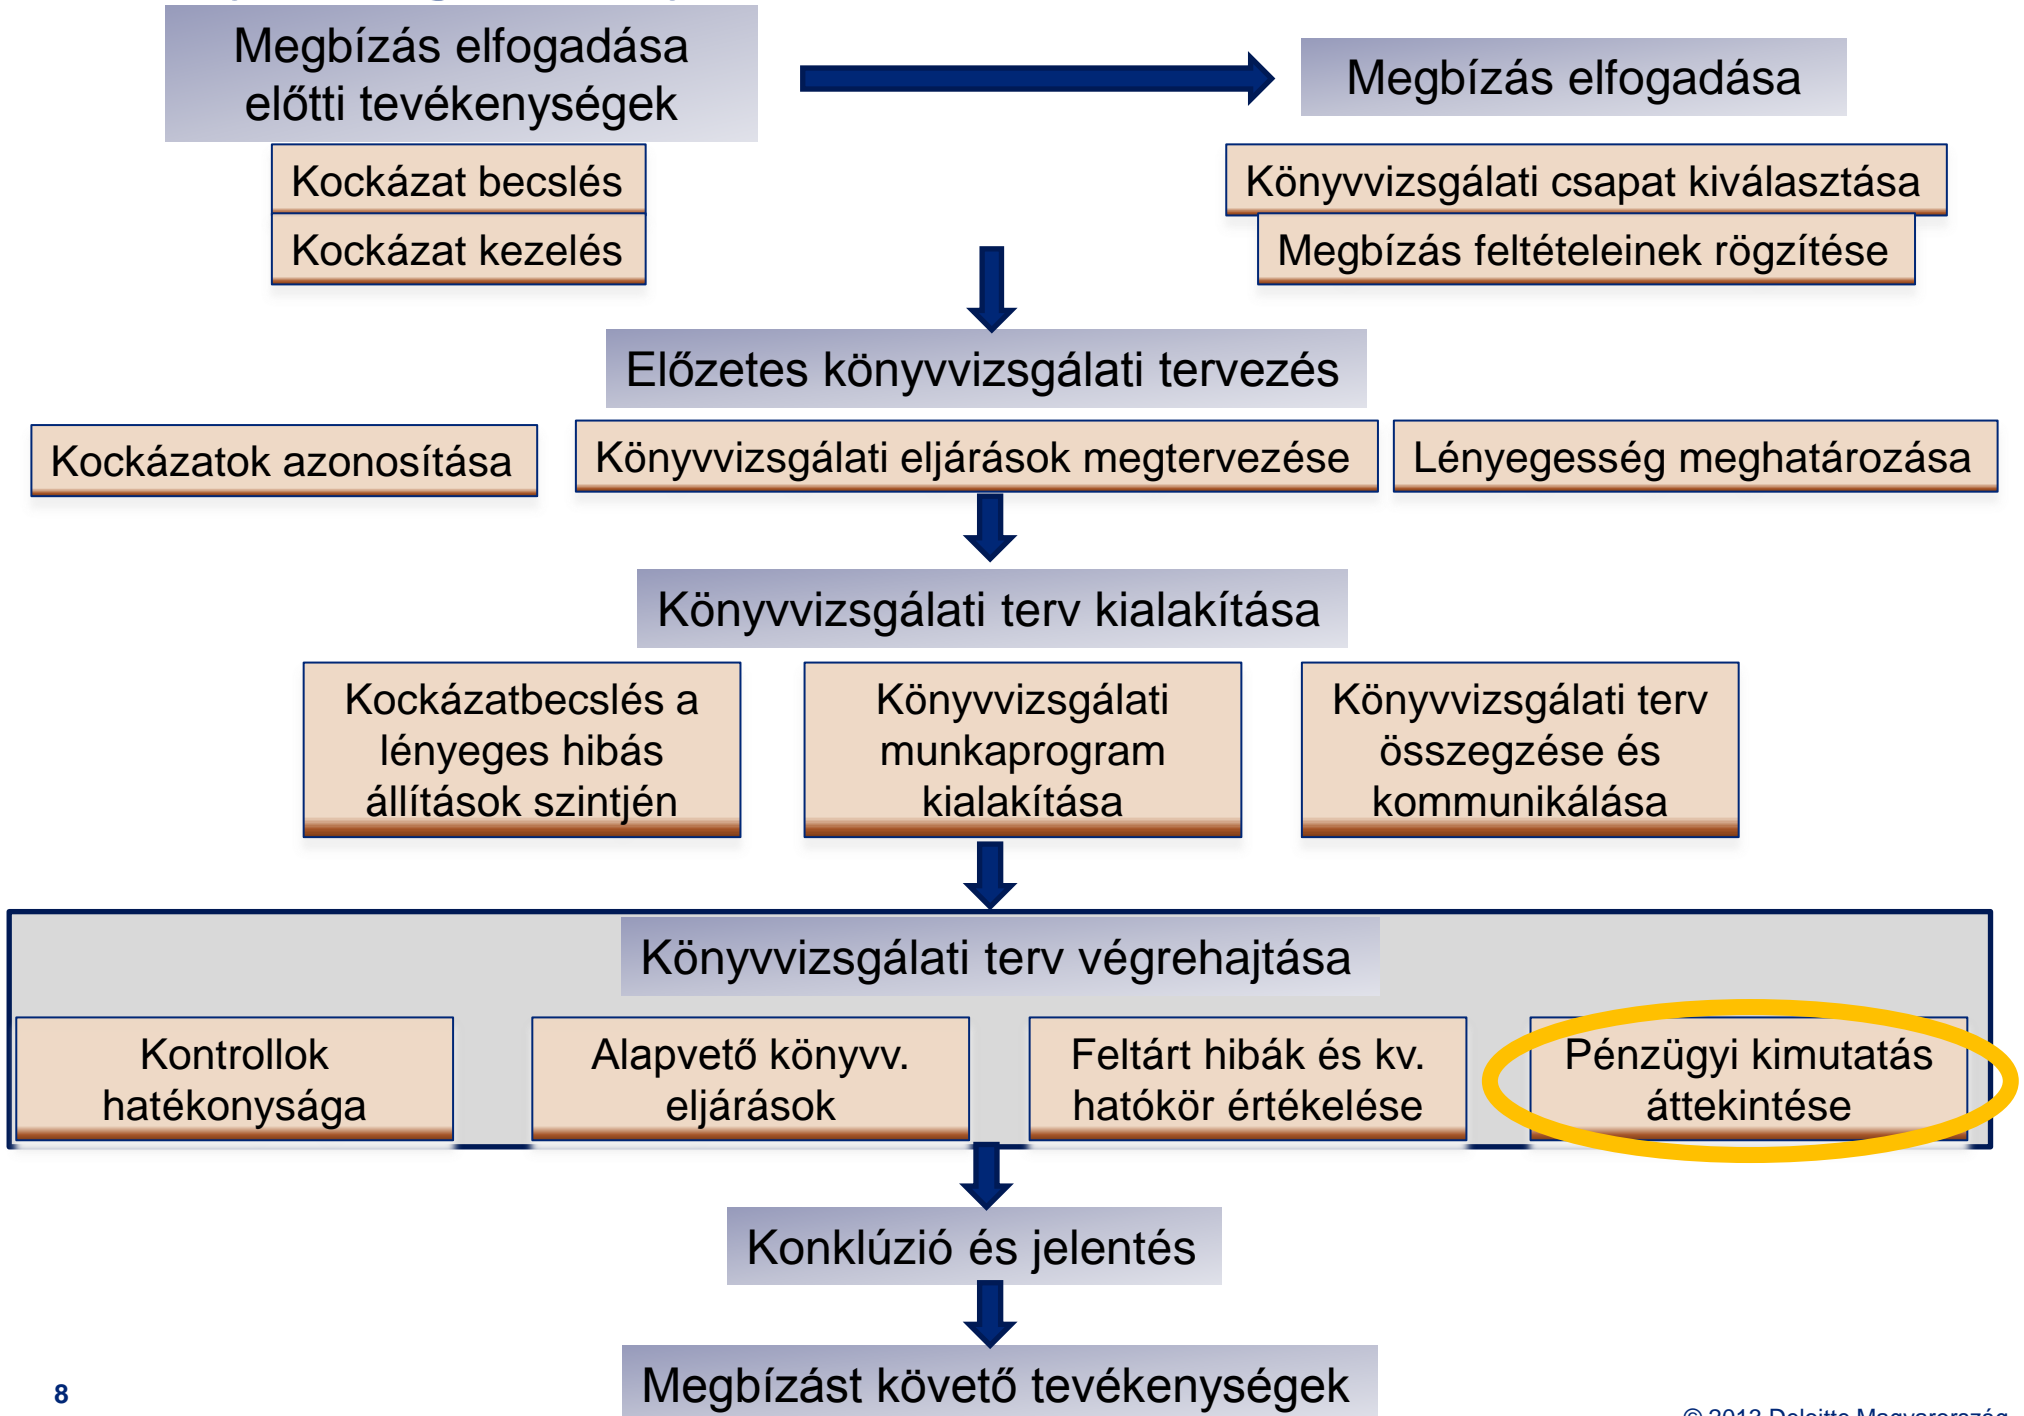 Megbízás elfogadása
előtti tevékenységek
Megbízás elfogadása
Kockázat becslés
Kockázat kezelés
Könyvvizsgálati csapat kiválasztása
Megbízás feltételeinek rögzítése
Előzetes könyvvizsgálati tervezés
Kockázatok azonosítása
Könyvvizsgálati eljárások megtervezése
Lényegesség meghatározása
Könyvvizsgálati terv kialakítása
Kockázatbecslés a
lényeges hibás
állítások szintjén
Könyvvizsgálati
munkaprogram
kialakítása
Könyvvizsgálati terv
összegzése és
kommunikálása
Könyvvizsgálati terv végrehajtása
Kontrollok
hatékonysága
Alapvető könyvv.
eljárások
Feltárt hibák és kv.
hatókör értékelése
Pénzügyi kimutatás
áttekintése
Konklúzió és jelentés
Megbízást követő tevékenységek
8
© 2013 Deloitte Magyarország